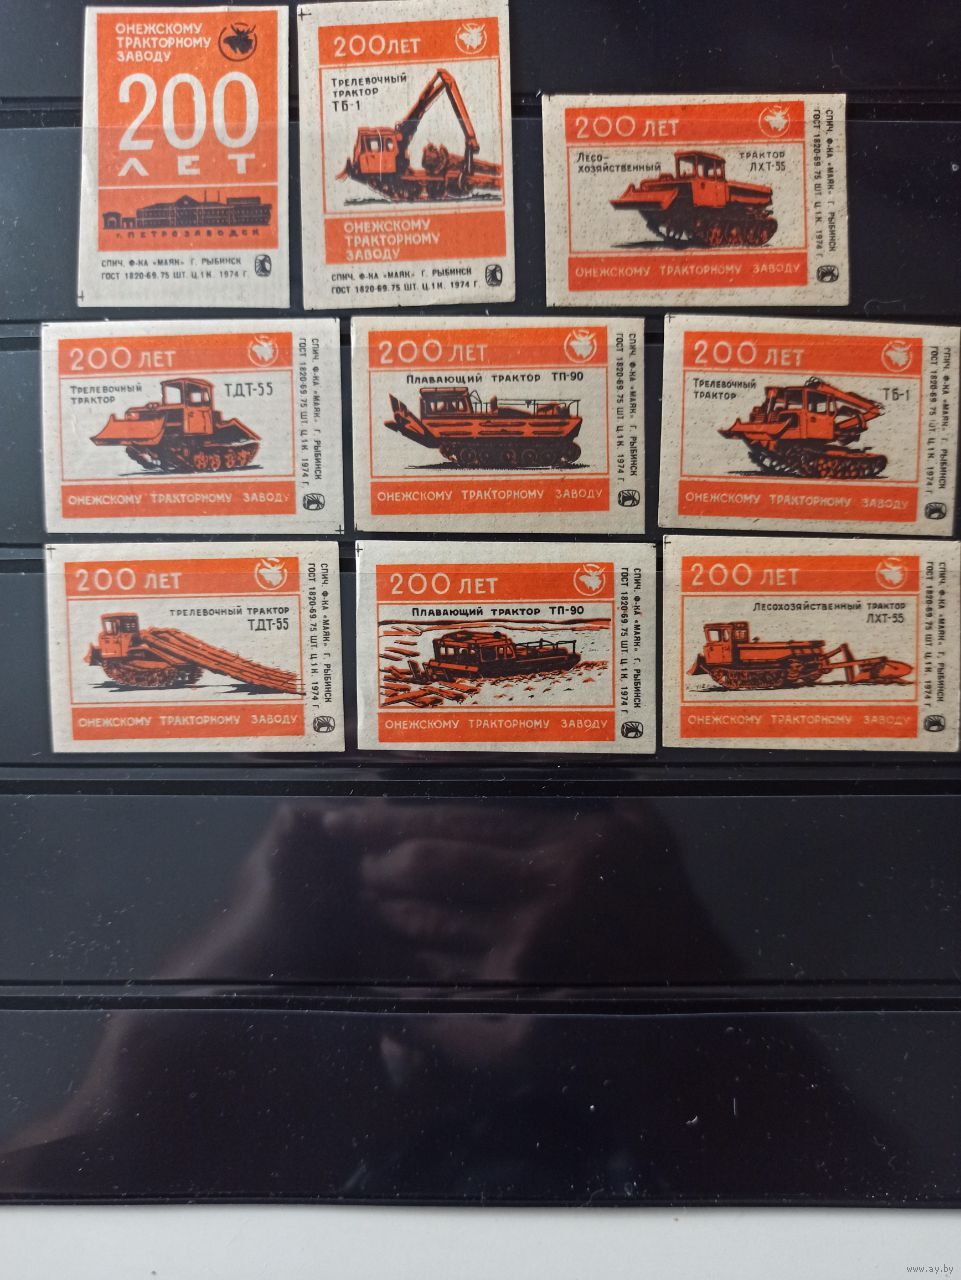 ОНЕЖСКОМУ
ТРАКТОРНОМУ
ЗАВОДУ
200
ЛЕТ
г. ПЕТРОЗАВОДСК
СПИЧ. Ф-КА «МАЯК» Г. РЫБИНСК
ГОСТ 1820-69. 75 ШТ. Ц. 1 К. 1974 Г.
200 ЛЕТ
ТРЕЛЕВОЧНЫЙ
ТРАКТОР
ТБ-1
ОНЕЖСКОМУ
ТРАКТОРНОМУ
ЗАВОДУ
СПИЧ. Ф-КА «МАЯК» Г. РЫБИНСК
ГОСТ 1820-69. 75 ШТ. Ц. 1 К. 1974 Г.
200 ЛЕТ
ЛЕСО-
ХОЗЯЙСТВЕННЫЙ
ТРАКТОР
ЛХТ-55
ОНЕЖСКОМУ ТРАКТОРНОМУ ЗАВОДУ
СПИЧ. Ф-КА «МАЯК» Г. РЫБИНСК
ГОСТ 1820-69. 75 ШТ. Ц. 1 К. 1974 Г.
200 ЛЕТ
ТРЕЛЕВОЧНЫЙ
ТРАКТОР
ТДТ-55
ОНЕЖСКОМУ ТРАКТОРНОМУ ЗАВОДУ
СПИЧ. Ф-КА «МАЯК» Г. РЫБИНСК
ГОСТ 1820-69. 75 ШТ. Ц. 1 К. 1974 Г.
200 ЛЕТ
ПЛАВАЮЩИЙ ТРАКТОР ТП-90
ОНЕЖСКОМУ ТРАКТОРНОМУ ЗАВОДУ
СПИЧ. Ф-КА «МАЯК» Г. РЫБИНСК
ГОСТ 1820-69. 75 ШТ. Ц. 1 К. 1974 Г.
200 ЛЕТ
ТРЕЛЕВОЧНЫЙ
ТРАКТОР
ТБ-1
ОНЕЖСКОМУ ТРАКТОРНОМУ ЗАВОДУ
СПИЧ. Ф-КА «МАЯК» Г. РЫБИНСК
ГОСТ 1820-69. 75 ШТ. Ц. 1 К. 1974 Г.
200 ЛЕТ
ТРЕЛЕВОЧНЫЙ ТРАКТОР
ТДТ-55
ОНЕЖСКОМУ ТРАКТОРНОМУ ЗАВОДУ
СПИЧ. Ф-КА «МАЯК» Г. РЫБИНСК
ГОСТ 1820-69. 75 ШТ. Ц. 1 К. 1974 Г.
200 ЛЕТ
ПЛАВАЮЩИЙ ТРАКТОР ТП-90
ОНЕЖСКОМУ ТРАКТОРНОМУ ЗАВОДУ
СПИЧ. Ф-КА «МАЯК» Г. РЫБИНСК
ГОСТ 1820-69. 75 ШТ. Ц. 1 К. 1974 Г.
200 ЛЕТ
ЛЕСОХОЗЯЙСТВЕННЫЙ ТРАКТОР
ЛХТ-55
ОНЕЖСКОМУ ТРАКТОРНОМУ ЗАВОДУ
СПИЧ. Ф-КА «МАЯК» Г. РЫБИНСК
ГОСТ 1820-69. 75 ШТ. Ц. 1 К. 1974 Г.
www.ay.by